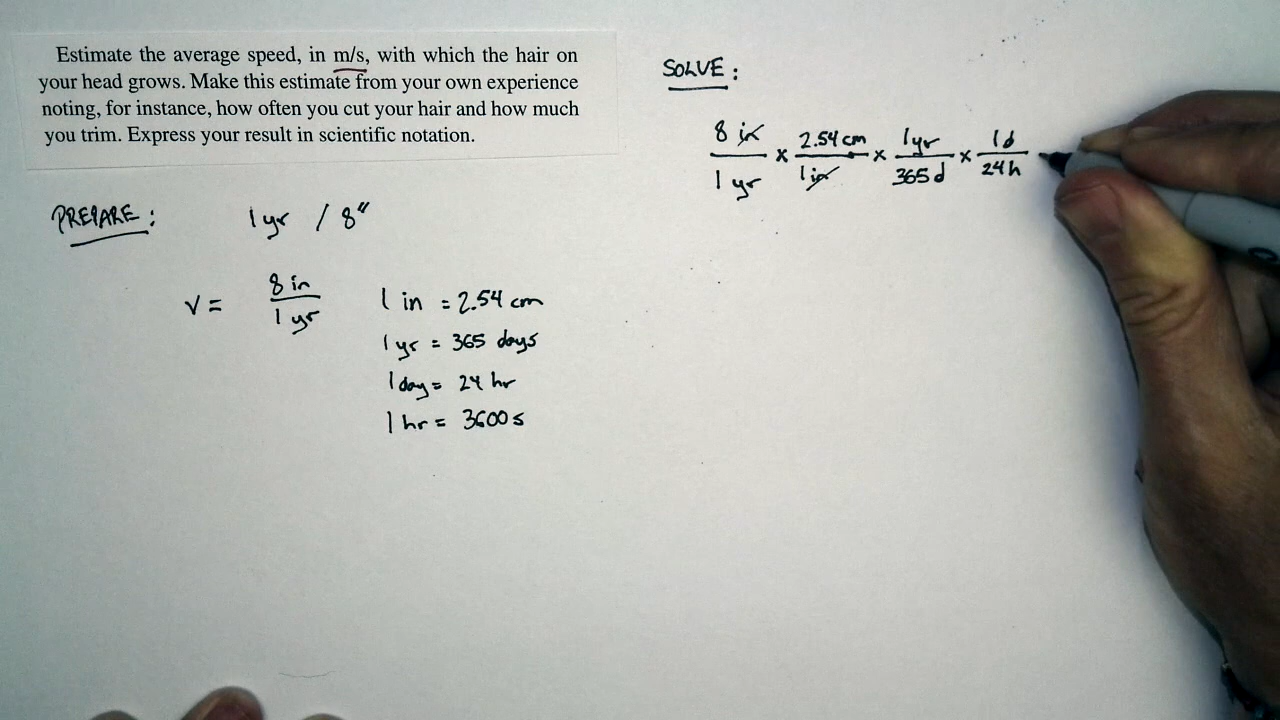 Estimate the average speed, in m/s, with which the hair on
your head grows. Make this estimate from your own experience
noting, for instance, how often you cut your hair and how much
you trim. Express your result in scientific notation.
PREPARE: 1 yr / 8"
v = 8 in / 1 yr
1 in = 2.54 cm
1 yr = 365 days
1 day = 24 hr
1 hr = 3600 s
SOLVE:
8 in / 1 yr x 2.54 cm / 1 in x 1 yr / 365 d x 1 d / 24 h